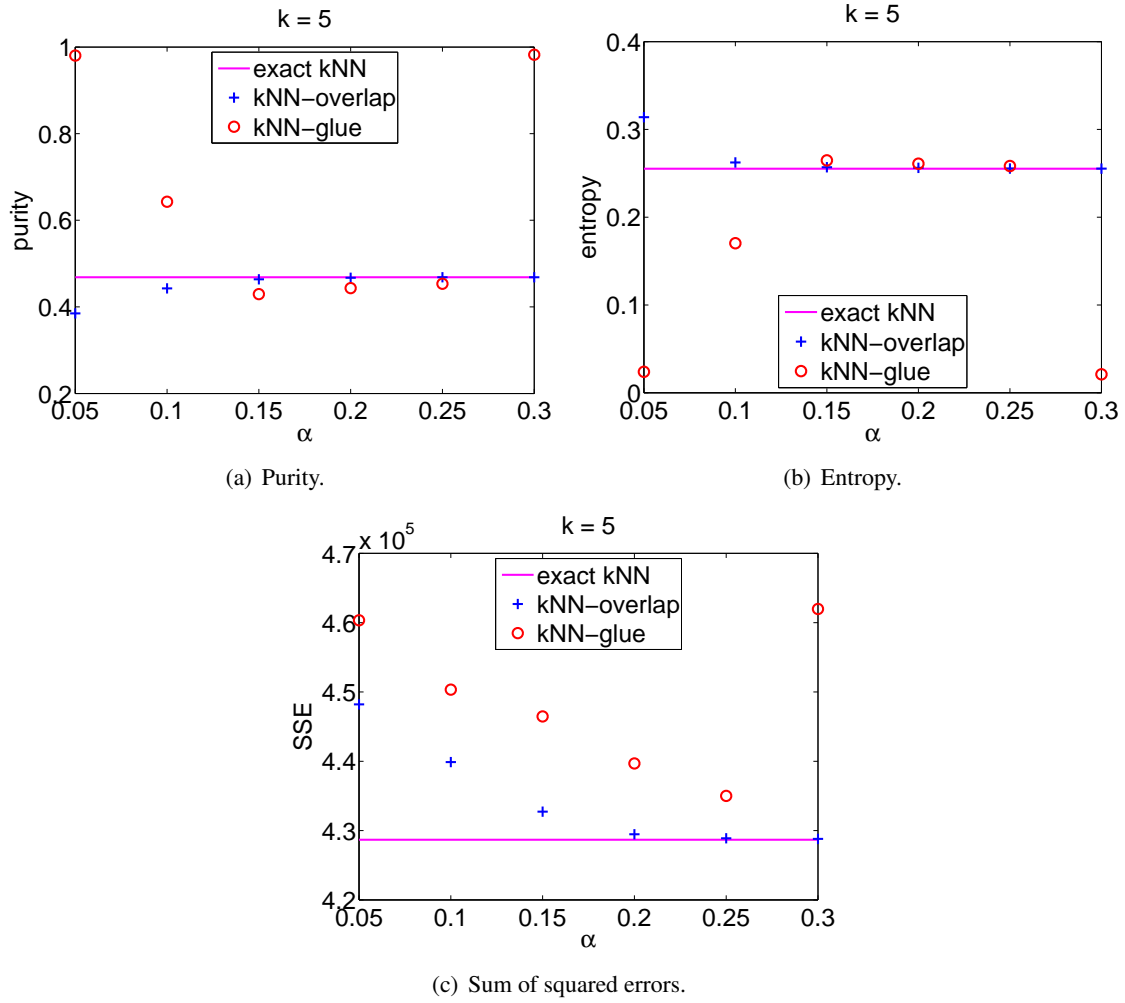 k = 5
1
0.8
0.6
0.4
0.2
purity
exact kNN
kNN−overlap
kNN−glue
0.05 0.1 0.15 0.2 0.25 0.3
α
(a) Purity.
k = 5
0.4
0.3
0.2
0.1
0
entropy
exact kNN
kNN−overlap
kNN−glue
0.05 0.1 0.15 0.2 0.25 0.3
α
(b) Entropy.
k = 5
x 10^5
4.7
4.6
4.5
4.4
4.3
4.2
SSE
exact kNN
kNN−overlap
kNN−glue
0.05 0.1 0.15 0.2 0.25 0.3
α
(c) Sum of squared errors.